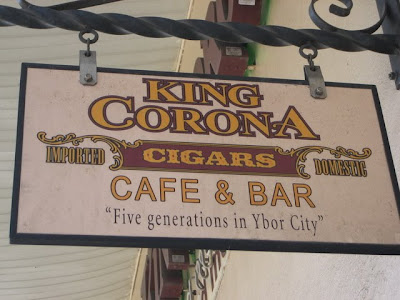 KING
CORONA
IMPORTED CIGARS DOMESTIC
CAFE & BAR
"Five generations in Ybor City"